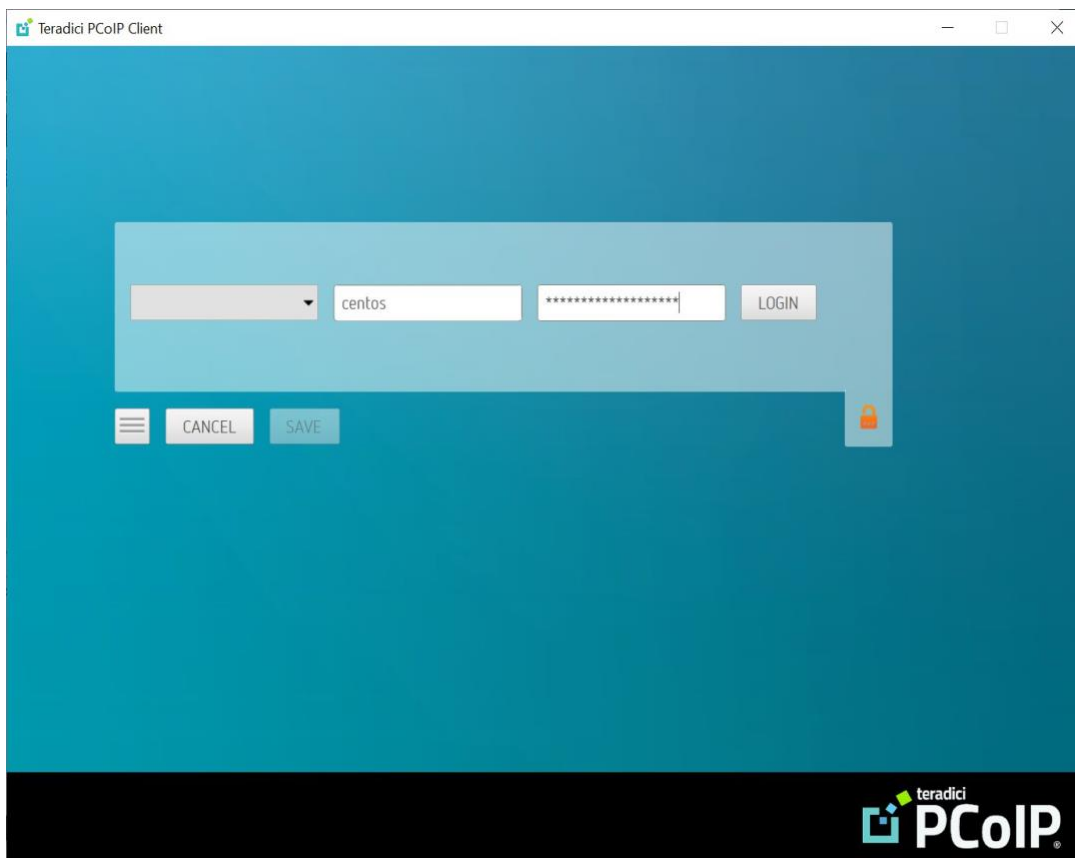 Teradici PCoIP Client
centos
*******************
LOGIN
CANCEL
SAVE
teradici
PCoIP®